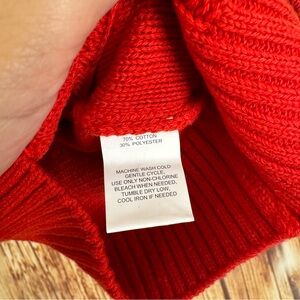 70% COTTON
30% POLYESTER
MACHINE WASH COLD
GENTLE CYCLE,
USE ONLY NON-CHLORINE
BLEACH WHEN NEEDED,
TUMBLE DRY LOW,
COOL IRON IF NEEDED